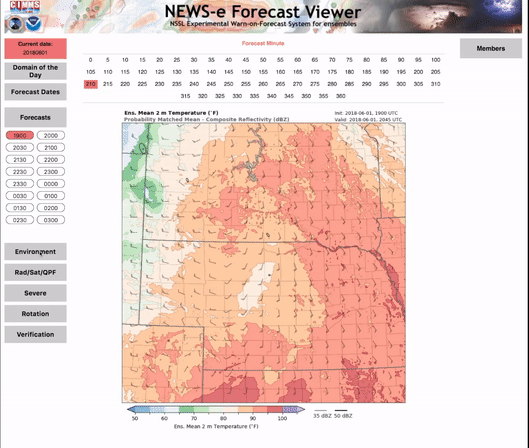 CIMMS
NEWS-e Forecast Viewer
NSSL Experimental Warn-on-Forecast System for ensembles
Current date:
20180601
Domain of the
Day
Forecast Dates
Forecasts
1900 2000
2030 2100
2130 2200
2230 2300
2330 0000
0030 0100
0130 0200
0230 0300
Environment
Rad/Sat/QPF
Severe
Rotation
Verification
Forecast Minute
0 5 10 15 20 25 30 35 40 45 50 55 60 65 70 75 80 85 90 95 100
105 110 115 120 125 130 135 140 145 150 155 160 165 170 175 180 185 190 195 200 205
210 215 220 225 230 235 240 245 250 255 260 265 270 275 280 285 290 295 300 305 310
315 320 325 330 335 340 345 350 355 360
Members
Ens. Mean 2 m Temperature (°F)
Probability Matched Mean - Composite Reflectivity (dBZ)
Init: 2018-06-01, 1900 UTC
Valid: 2018-06-01, 2045 UTC
50 60 70 80 90 100
Ens. Mean 2 m Temperature (°F)
35 dBZ 50 dBZ